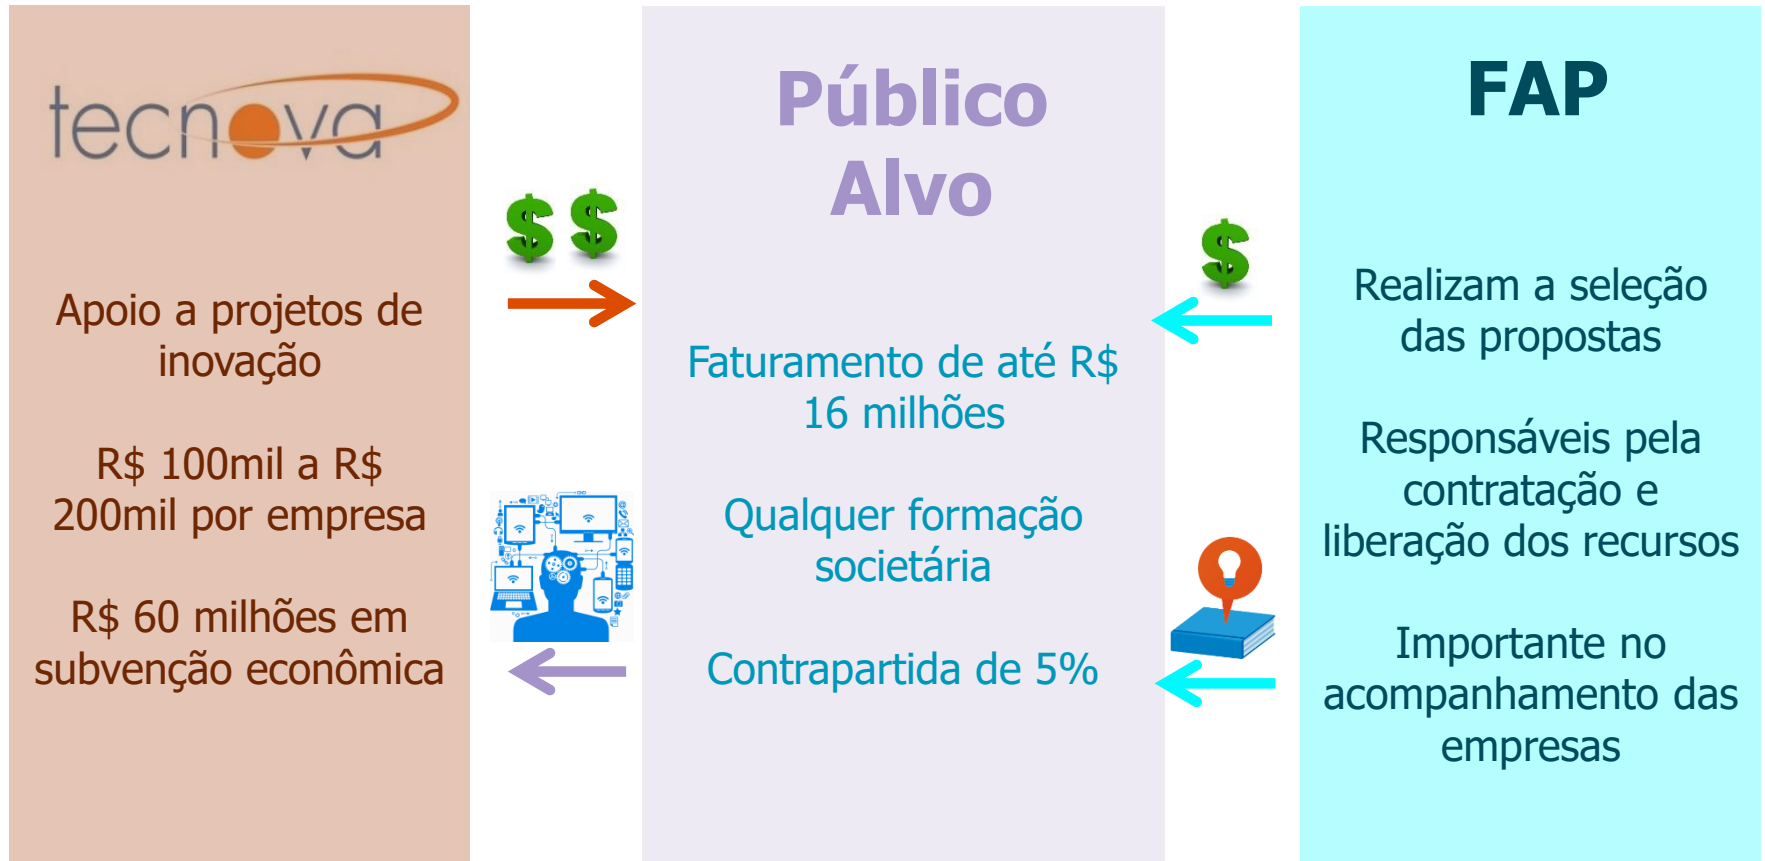 tecnova
Apoio a projetos de
inovação
R$ 100mil a R$
200mil por empresa
R$ 60 milhões em
subvenção econômica
$ $
Público
Alvo
Faturamento de até R$
16 milhões
Qualquer formação
societária
Contrapartida de 5%
$
FAP
Realizam a seleção
das propostas
Responsáveis pela
contratação e
liberação dos recursos
Importante no
acompanhamento das
empresas